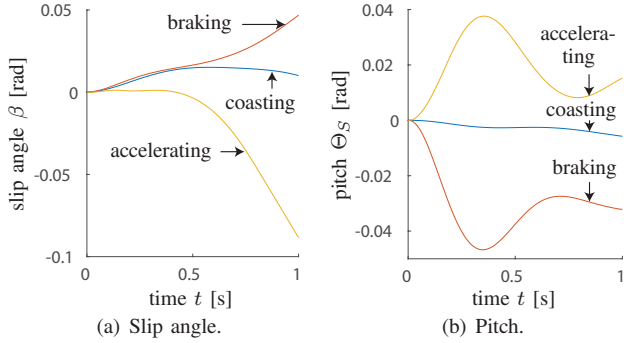 braking
coasting
accelerating
0.05
0
-0.05
-0.1
0
0.5
1
slip angle β [rad]
time t [s]
(a) Slip angle.
accelera-
ting
coasting
braking
0.04
0.02
0
-0.02
-0.04
0
0.5
1
pitch Θ_S [rad]
time t [s]
(b) Pitch.